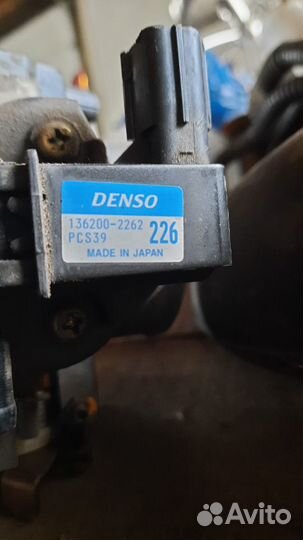 DENSO
136200-2262
PCS39 226
MADE IN JAPAN
Avito